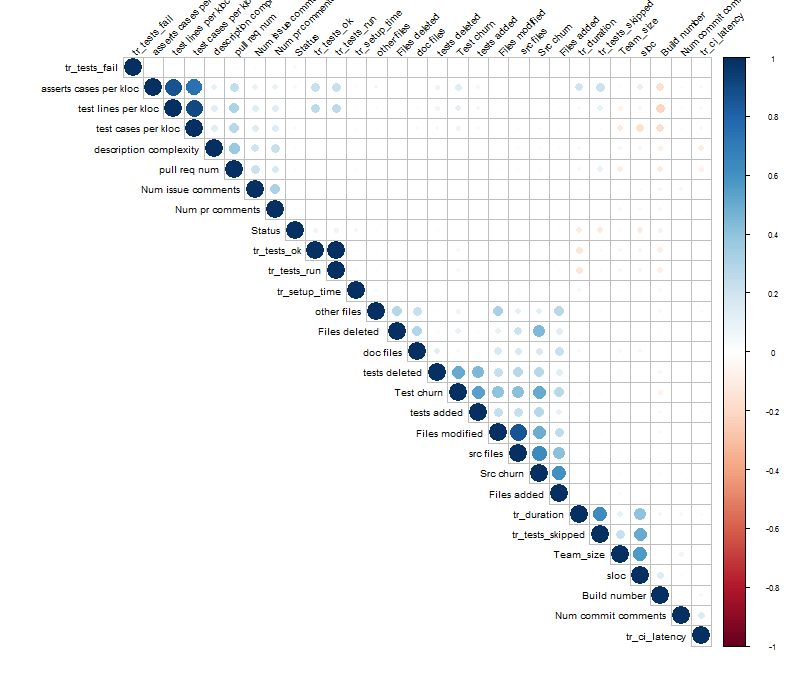 tr_tests_fail
asserts cases per
test lines per kloc
test cases per kl
description comp
pull req num
Num issue comm
Num pr comments
Status
tr_tests_ok
tr_tests_run
tr_setup_time
other files
Files deleted
doc files
tests deleted
Test churn
tests added
Files modified
src files
Src churn
Files added
tr_duration
tr_tests_skipped
Team_size
sloc
Build number
Num commit com
tr_ci_latency
tr_tests_fail
asserts cases per kloc
test lines per kloc
test cases per kloc
description complexity
pull req num
Num issue comments
Num pr comments
Status
tr_tests_ok
tr_tests_run
tr_setup_time
other files
Files deleted
doc files
tests deleted
Test churn
tests added
Files modified
src files
Src churn
Files added
tr_duration
tr_tests_skipped
Team_size
sloc
Build number
Num commit comments
tr_ci_latency
1
0.8
0.6
0.4
0.2
0
-0.2
-0.4
-0.6
-0.8
-1